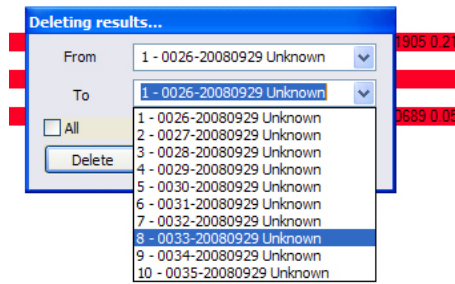 Deleting results...
1905 0.21
From 1 - 0026-20080929 Unknown
To 1 - 0026-20080929 Unknown
0689 0.05
All
1 - 0026-20080929 Unknown
2 - 0027-20080929 Unknown
Delete
3 - 0028-20080929 Unknown
4 - 0029-20080929 Unknown
5 - 0030-20080929 Unknown
6 - 0031-20080929 Unknown
7 - 0032-20080929 Unknown
8 - 0033-20080929 Unknown
9 - 0034-20080929 Unknown
10 - 0035-20080929 Unknown